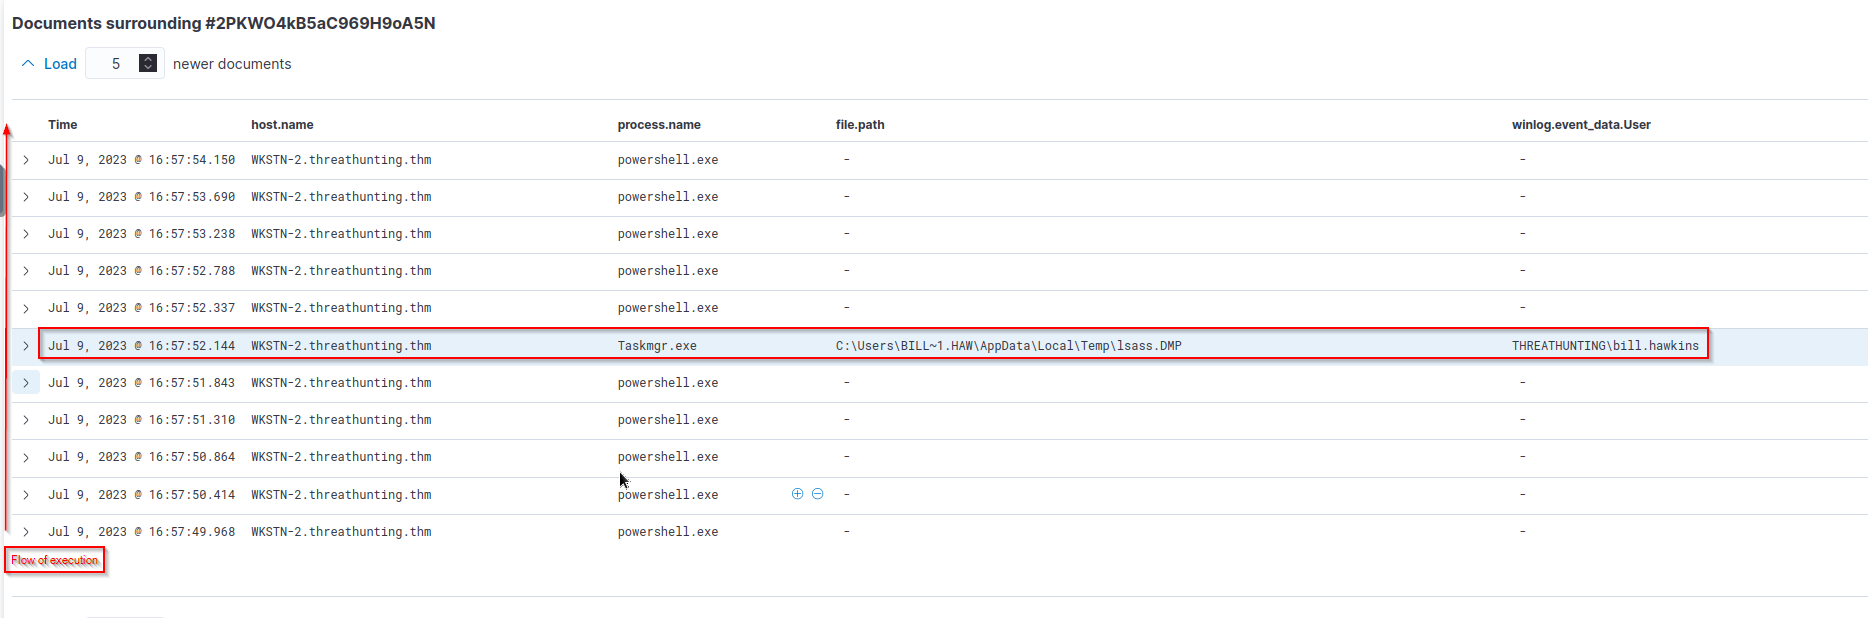 Documents surrounding #2PKWO4kB5aC969H9oA5N
Load 5 newer documents
Time host.name process.name file.path winlog.event_data.User
Jul 9, 2023 @ 16:57:54.150 WKSTN-2.threathunting.thm powershell.exe - -
Jul 9, 2023 @ 16:57:53.690 WKSTN-2.threathunting.thm powershell.exe - -
Jul 9, 2023 @ 16:57:53.238 WKSTN-2.threathunting.thm powershell.exe - -
Jul 9, 2023 @ 16:57:52.788 WKSTN-2.threathunting.thm powershell.exe - -
Jul 9, 2023 @ 16:57:52.337 WKSTN-2.threathunting.thm powershell.exe - -
Jul 9, 2023 @ 16:57:52.144 WKSTN-2.threathunting.thm Taskmgr.exe C:\Users\BILL~1.HAW\AppData\Local\Temp\lsass.DMP THREATHUNTING\bill.hawkins
Jul 9, 2023 @ 16:57:51.843 WKSTN-2.threathunting.thm powershell.exe - -
Jul 9, 2023 @ 16:57:51.310 WKSTN-2.threathunting.thm powershell.exe - -
Jul 9, 2023 @ 16:57:50.864 WKSTN-2.threathunting.thm powershell.exe - -
Jul 9, 2023 @ 16:57:50.414 WKSTN-2.threathunting.thm powershell.exe - -
Jul 9, 2023 @ 16:57:49.968 WKSTN-2.threathunting.thm powershell.exe - -
Flow of execution